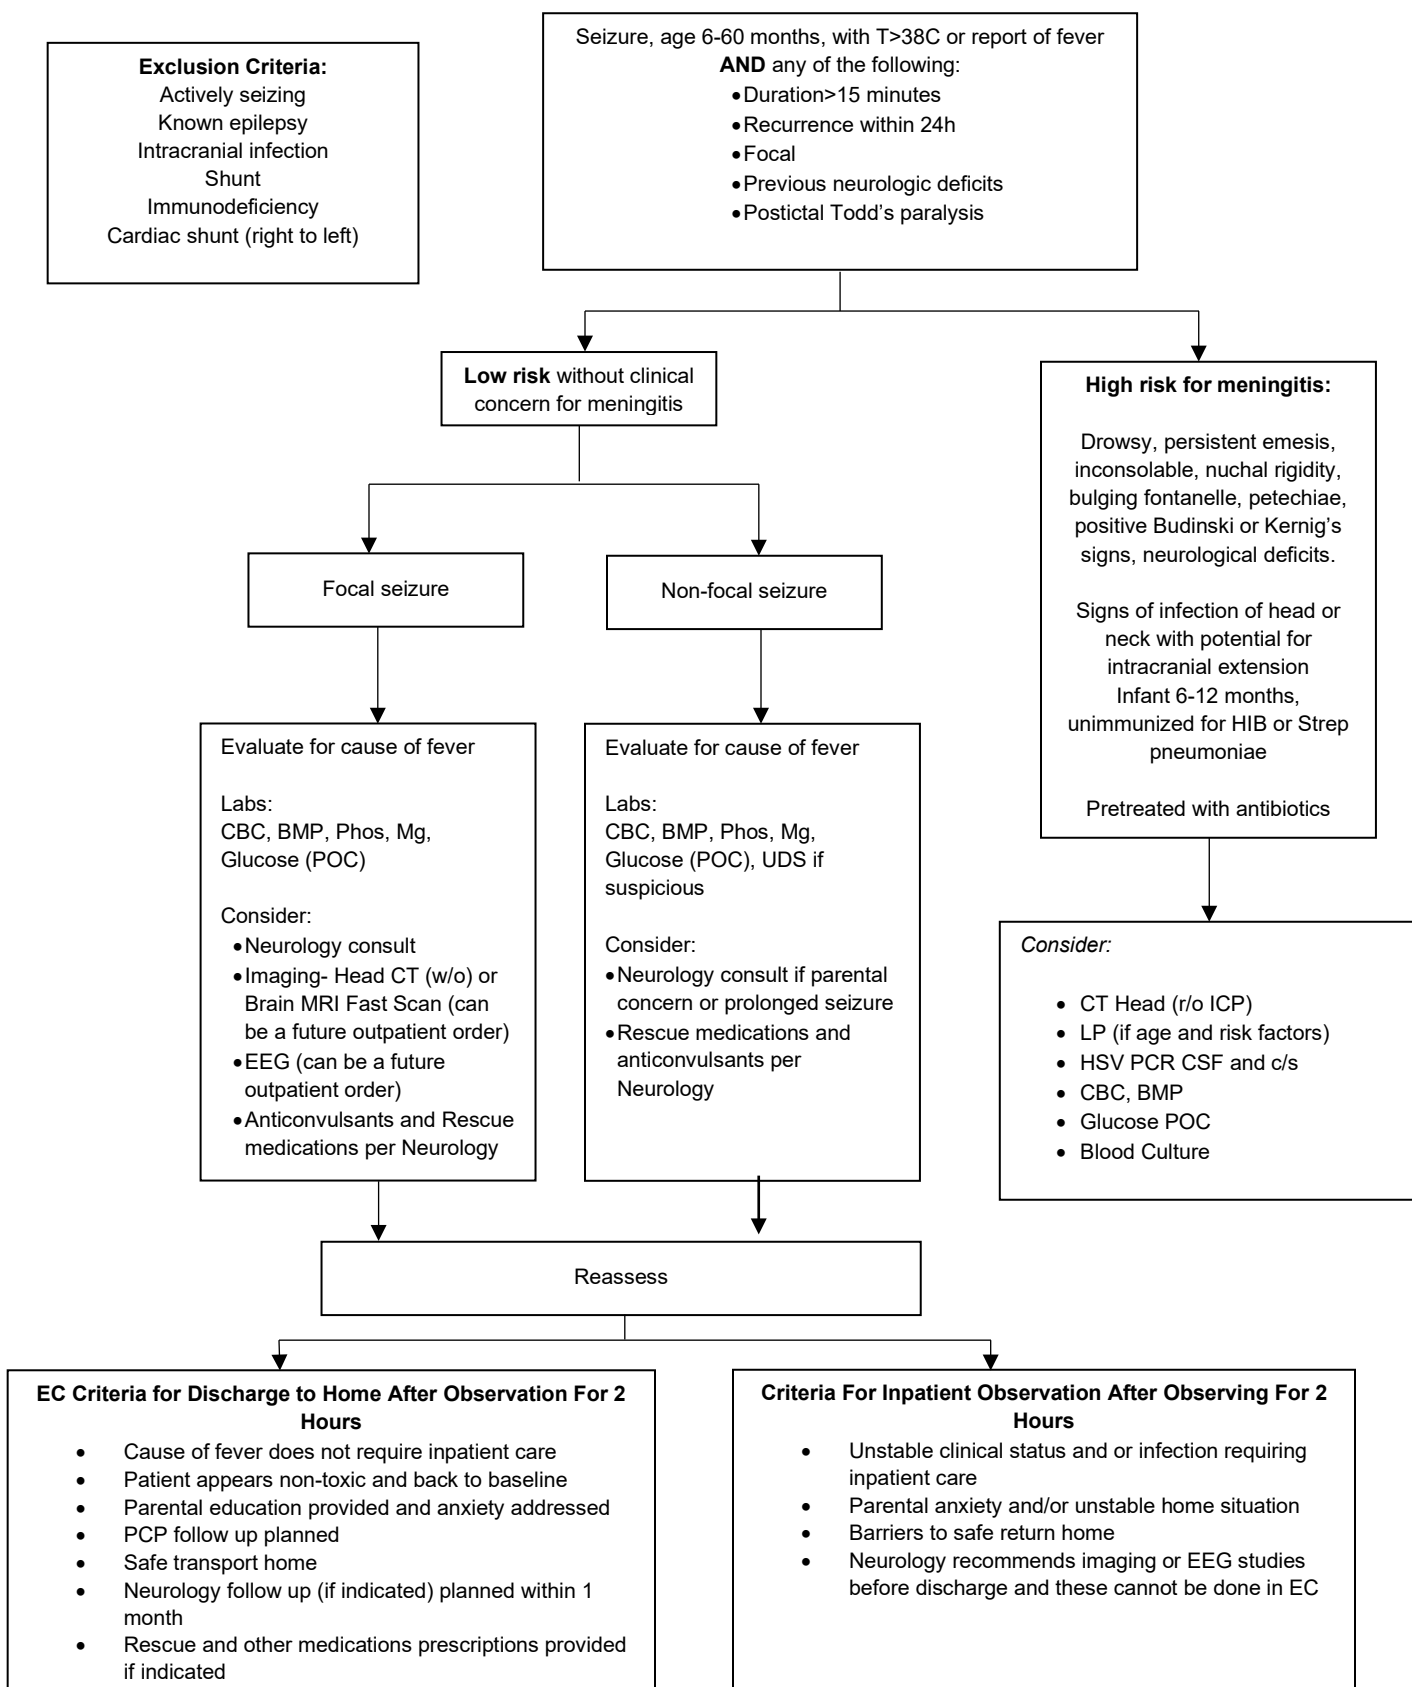 Exclusion Criteria:
Actively seizing
Known epilepsy
Intracranial infection
Shunt
Immunodeficiency
Cardiac shunt (right to left)
Seizure, age 6-60 months, with T>38C or report of fever
AND any of the following:
•Duration>15 minutes
•Recurrence within 24h
•Focal
•Previous neurologic deficits
•Postictal Todd's paralysis
Low risk without clinical
concern for meningitis
High risk for meningitis:
Drowsy, persistent emesis,
inconsolable, nuchal rigidity,
bulging fontanelle, petechiae,
positive Budinski or Kernig's
signs, neurological deficits.
Signs of infection of head or
neck with potential for
intracranial extension
Infant 6-12 months,
unimmunized for HIB or Strep
pneumoniae
Pretreated with antibiotics
Focal seizure
Non-focal seizure
Evaluate for cause of fever
Labs:
CBC, BMP, Phos, Mg,
Glucose (POC)
Consider:
•Neurology consult
•Imaging- Head CT (w/o) or
Brain MRI Fast Scan (can
be a future outpatient order)
•EEG (can be a future
outpatient order)
•Anticonvulsants and Rescue
medications per Neurology
Evaluate for cause of fever
Labs:
CBC, BMP, Phos, Mg,
Glucose (POC), UDS if
suspicious
Consider:
•Neurology consult if parental
concern or prolonged seizure
•Rescue medications and
anticonvulsants per
Neurology
Consider:
• CT Head (r/o ICP)
• LP (if age and risk factors)
• HSV PCR CSF and c/s
• CBC, BMP
• Glucose POC
• Blood Culture
Reassess
EC Criteria for Discharge to Home After Observation For 2
Hours
• Cause of fever does not require inpatient care
• Patient appears non-toxic and back to baseline
• Parental education provided and anxiety addressed
• PCP follow up planned
• Safe transport home
• Neurology follow up (if indicated) planned within 1
month
• Rescue and other medications prescriptions provided
if indicated
Criteria For Inpatient Observation After Observing For 2
Hours
• Unstable clinical status and or infection requiring
inpatient care
• Parental anxiety and/or unstable home situation
• Barriers to safe return home
• Neurology recommends imaging or EEG studies
before discharge and these cannot be done in EC